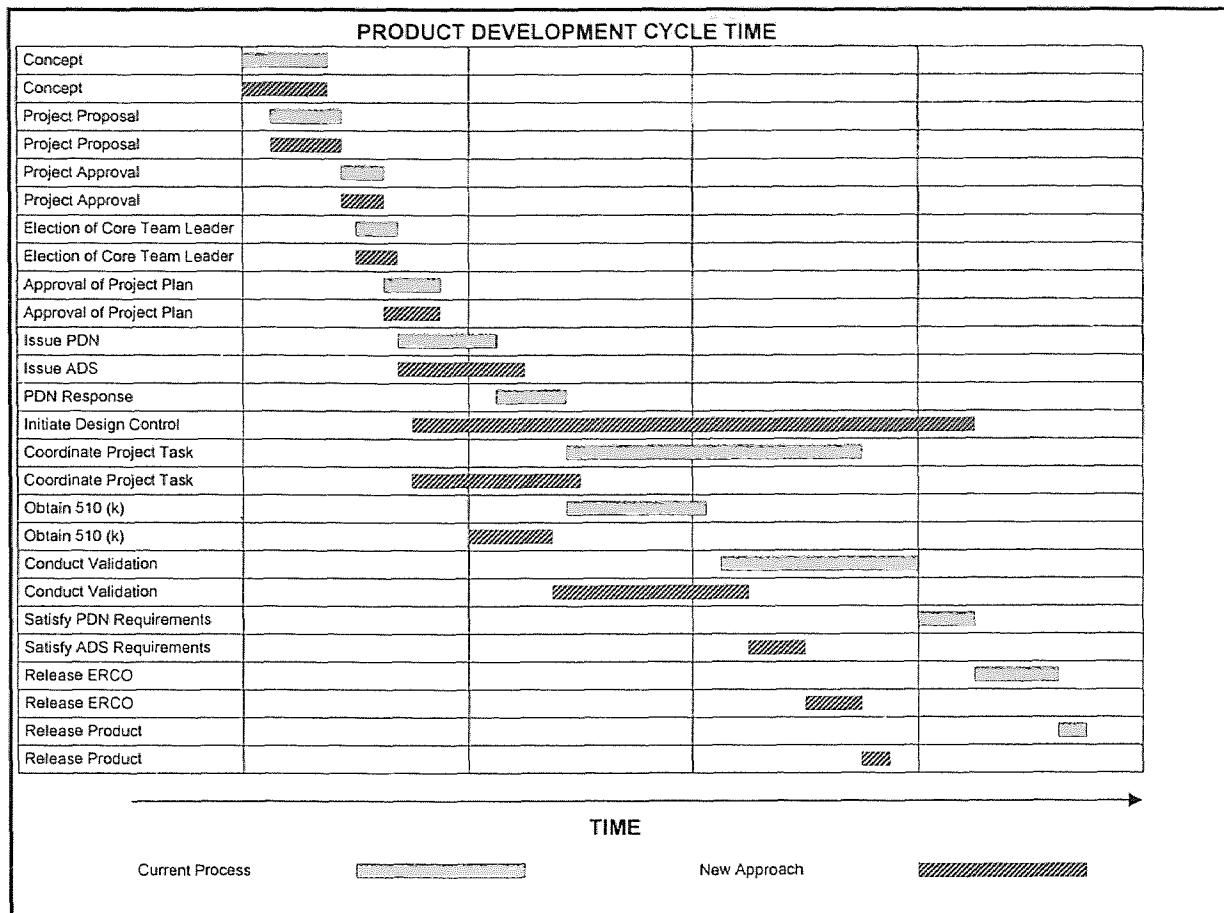 PRODUCT DEVELOPMENT CYCLE TIME
Concept
Concept
Project Proposal
Project Proposal
Project Approval
Project Approval
Election of Core Team Leader
Election of Core Team Leader
Approval of Project Plan
Approval of Project Plan
Issue PDN
Issue ADS
PDN Response
Initiate Design Control
Coordinate Project Task
Coordinate Project Task
Obtain 510 (k)
Obtain 510 (k)
Conduct Validation
Conduct Validation
Satisfy PDN Requirements
Satisfy ADS Requirements
Release ERCO
Release ERCO
Release Product
Release Product
TIME
Current Process
New Approach